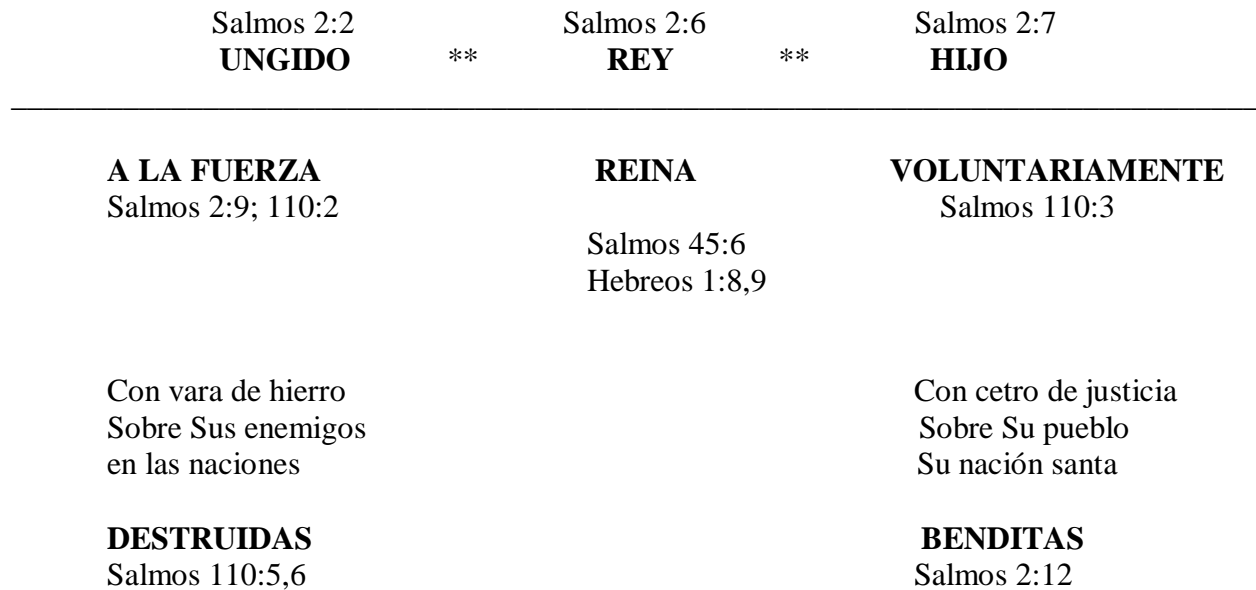 Salmos 2:2 Salmos 2:6 Salmos 2:7
UNGIDO ** REY ** HIJO
A LA FUERZA REINA VOLUNTARIAMENTE
Salmos 2:9; 110:2 Salmos 110:3
Salmos 45:6
Hebreos 1:8,9
Con vara de hierro Con cetro de justicia
Sobre Sus enemigos Sobre Su pueblo
en las naciones Su nación santa
DESTRUIDAS BENDITAS
Salmos 110:5,6 Salmos 2:12